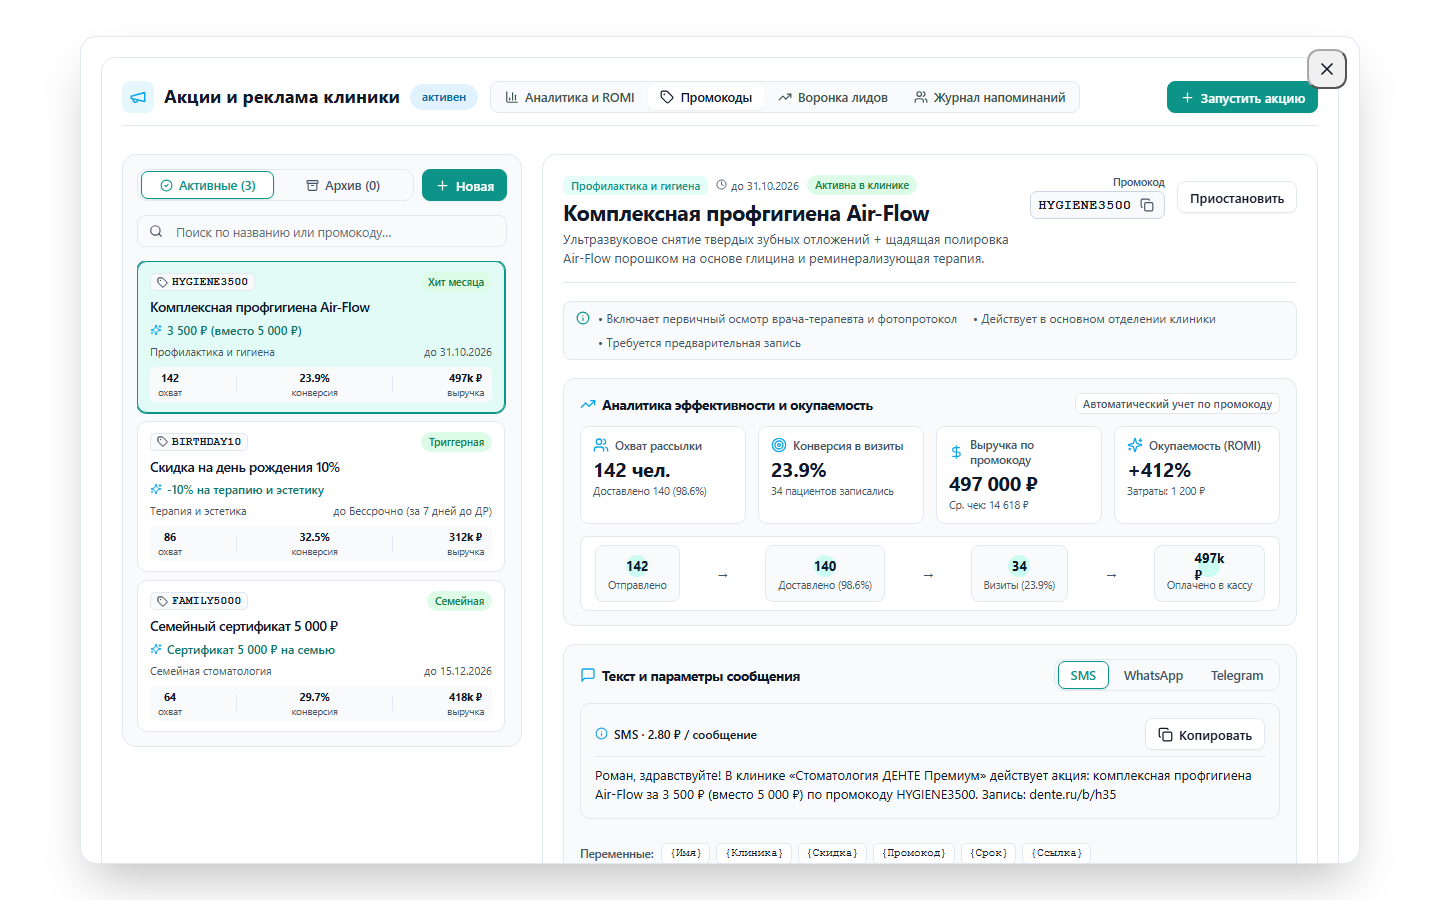 Акции и реклама клиники
активен
Аналитика и ROMI
Промокоды
Воронка лидов
Журнал напоминаний
Запустить акцию
Активные (3)
Архив (0)
Новая
Поиск по названию или промокоду...
HYGIENE3500
Хит месяца
Комплексная профгигиена Air-Flow
3 500 ₽ (вместо 5 000 ₽)
Профилактика и гигиена
до 31.10.2026
142
23.9%
497k ₽
охват
конверсия
выручка
BIRTHDAY10
Триггерная
Скидка на день рождения 10%
-10% на терапию и эстетику
Терапия и эстетика
до Бессрочно (за 7 дней до ДР)
86
32.5%
312k ₽
охват
конверсия
выручка
FAMILY5000
Семейная
Семейный сертификат 5 000 ₽
Сертификат 5 000 ₽ на семью
Семейная стоматология
до 15.12.2026
64
29.7%
418k ₽
охват
конверсия
выручка
Профилактика и гигиена
до 31.10.2026
Активна в клинике
Комплексная профгигиена Air-Flow
Ультразвуковое снятие твердых зубных отложений + щадящая полировка
Air-Flow порошком на основе глицина и реминерализующая терапия.
Промокод
HYGIENE3500
Приостановить
• Включает первичный осмотр врача-терапевта и фотопротокол
• Действует в основном отделении клиники
• Требуется предварительная запись
Аналитика эффективности и окупаемость
Автоматический учет по промокоду
Охват рассылки
142 чел.
Доставлено 140 (98.6%)
Конверсия в визиты
23.9%
34 пациентов записались
Выручка по
промокоду
497 000 ₽
Ср. чек: 14 618 ₽
Окупаемость (ROMI)
+412%
Затраты: 1 200 ₽
142
Отправлено
→
140
Доставлено (98.6%)
→
34
Визиты (23.9%)
→
497k
₽
Оплачено в кассу
Текст и параметры сообщения
SMS
WhatsApp
Telegram
SMS · 2.80 ₽ / сообщение
Копировать
Роман, здравствуйте! В клинике «Стоматология ДЕНТЕ Премиум» действует акция: комплексная профгигиена
Air-Flow за 3 500 ₽ (вместо 5 000 ₽) по промокоду HYGIENE3500. Запись: dente.ru/b/h35
Переменные:
{Имя}
{Клиника}
{Скидка}
{Промокод}
{Срок}
{Ссылка}